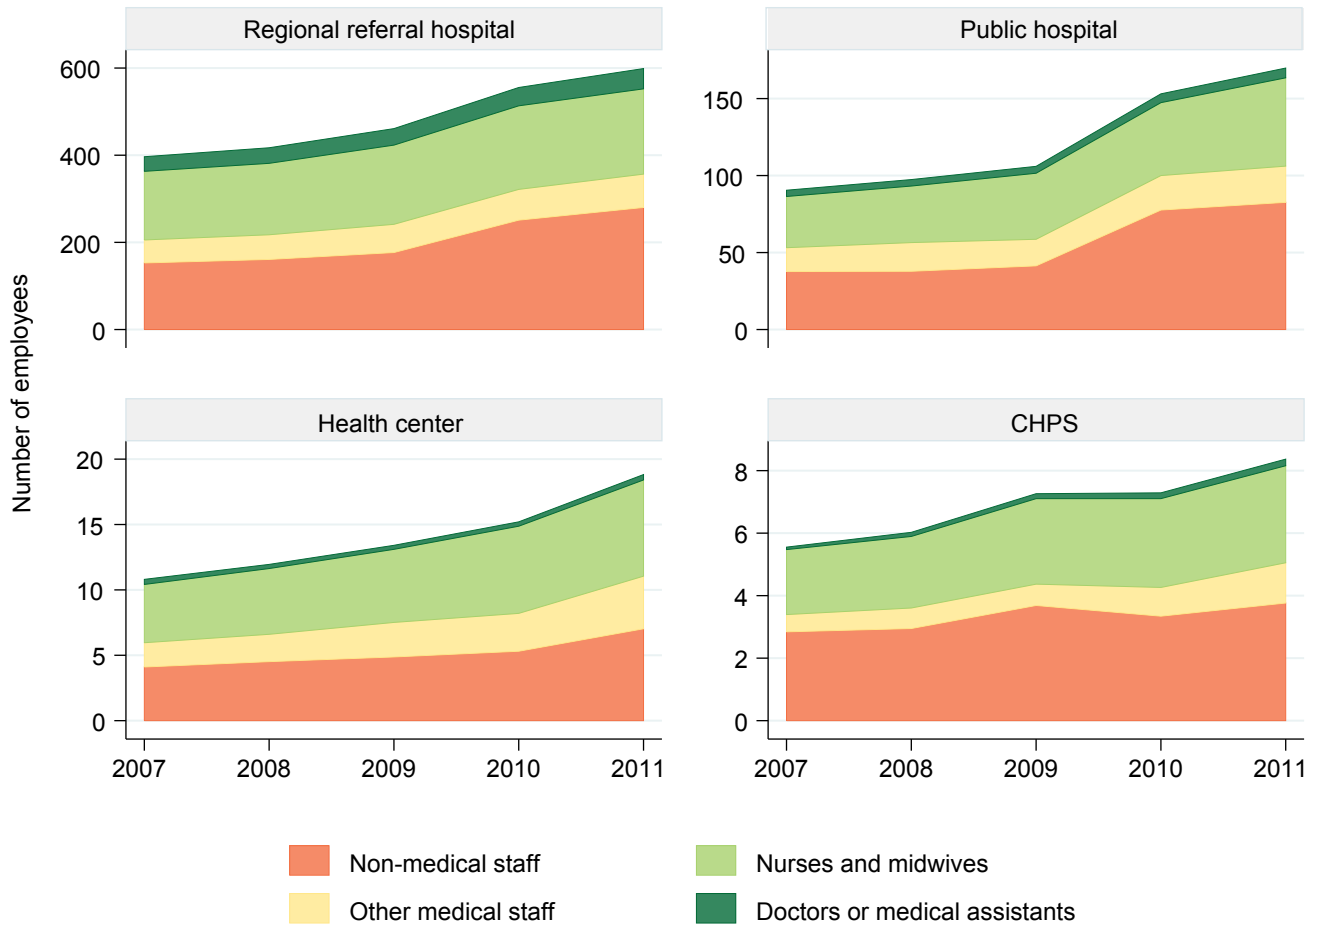 Regional referral hospital
Public hospital
600
400
200
0
150
100
50
0
Number of employees
Health center
CHPS
20
15
10
5
0
8
6
4
2
0
2007 2008 2009 2010 2011
2007 2008 2009 2010 2011
Non-medical staff
Nurses and midwives
Other medical staff
Doctors or medical assistants